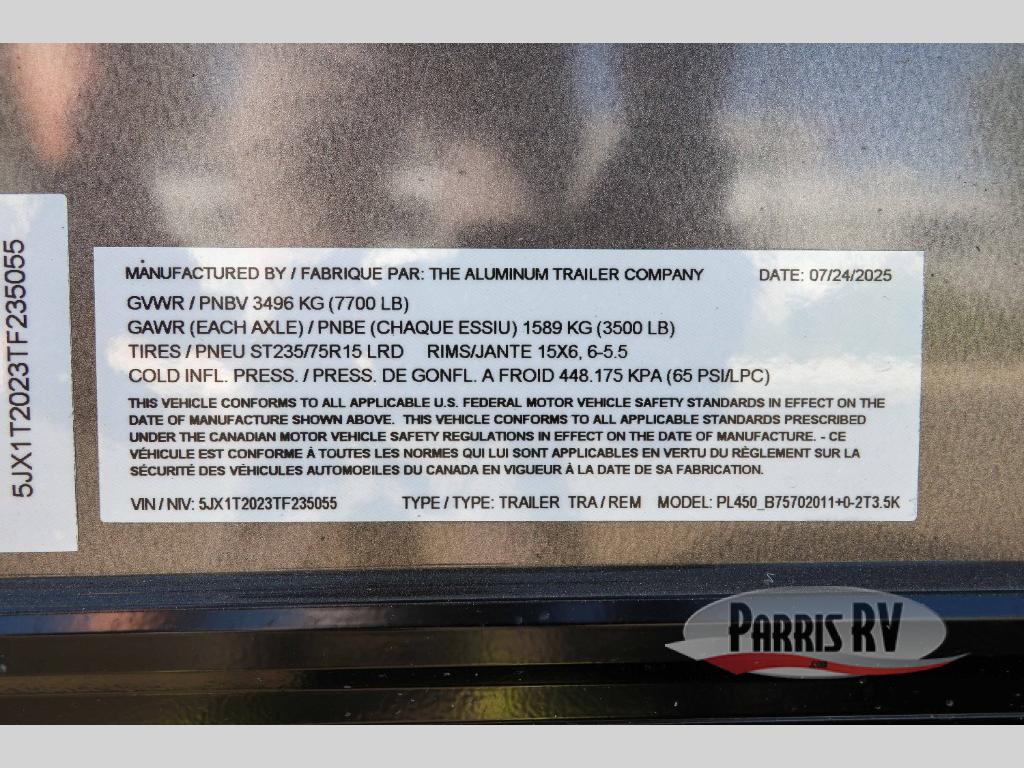 5JX1T2023TF235055
MANUFACTURED BY / FABRIQUE PAR: THE ALUMINUM TRAILER COMPANY DATE: 07/24/2025
GVWR / PNBV 3496 KG (7700 LB)
GAWR (EACH AXLE) / PNBE (CHAQUE ESSIU) 1589 KG (3500 LB)
TIRES / PNEU ST235/75R15 LRD RIMS/JANTE 15X6, 6-5.5
COLD INFL. PRESS. / PRESS. DE GONFL. A FROID 448.175 KPA (65 PSI/LPC)
THIS VEHICLE CONFORMS TO ALL APPLICABLE U.S. FEDERAL MOTOR VEHICLE SAFETY STANDARDS IN EFFECT ON THE
DATE OF MANUFACTURE SHOWN ABOVE. THIS VEHICLE CONFORMS TO ALL APPLICABLE STANDARDS PRESCRIBED
UNDER THE CANADIAN MOTOR VEHICLE SAFETY REGULATIONS IN EFFECT ON THE DATE OF MANUFACTURE. - CE
VÉHICULE EST CONFORME À TOUTES LES NORMES QUI LUI SONT APPLICABLES EN VERTU DU RÈGLEMENT SUR LA
SÉCURITÉ DES VÉHICULES AUTOMOBILES DU CANADA EN VIGUEUR À LA DATE DE SA FABRICATION.
VIN / NIV: 5JX1T2023TF235055 TYPE / TYPE: TRAILER TRA / REM MODEL: PL450_B75702011+0-2T3.5K
PARRIS RV
.com